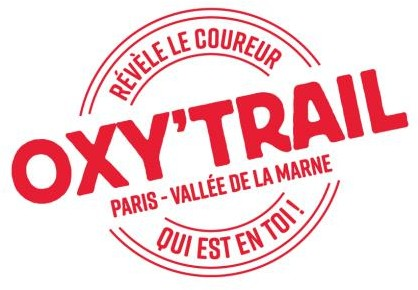 RÉVÈLE LE COUREUR
OXY'TRAIL
PARIS - VALLÉE DE LA MARNE
QUI EST EN TOI !